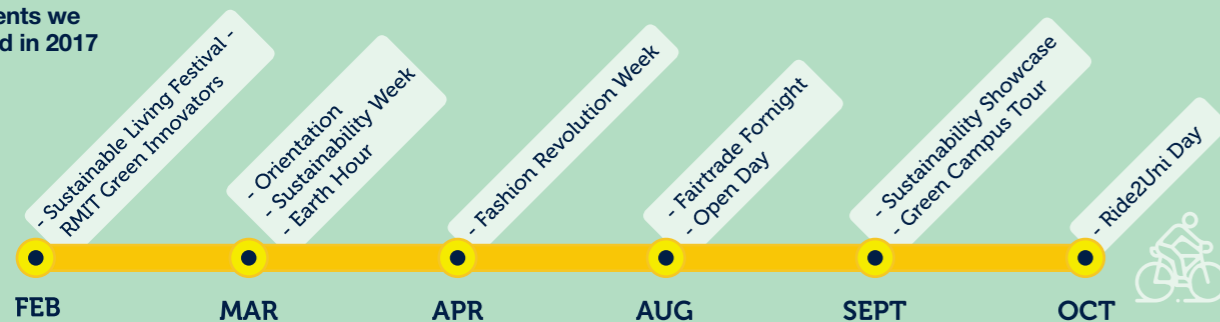 we
in 2017
- Sustainable Living Festival -
RMIT Green Innovators
- Orientation
- Sustainability Week
- Earth Hour
- Fashion Revolution Week
- Fairtrade Fornight
- Open Day
- Sustainability Showcase
- Green Campus Tour
- Ride2Uni Day
FEB
MAR
APR
AUG
SEPT
OCT